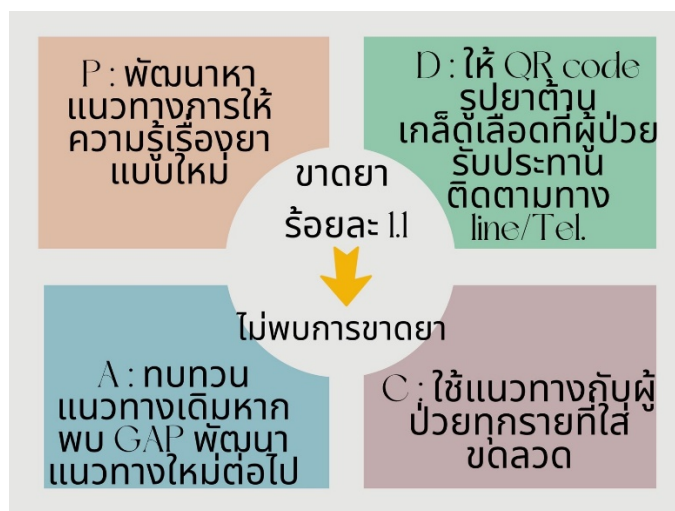 P : พัฒนาหา
แนวทางการให้
ความรู้เรื่องยา
แบบใหม่
D : ให้ QR code
รูปยาต้าน
เกล็ดเลือดที่ผู้ป่วย
รับประทาน
ติดตามทาง
line/Tel.
ขาดยา
ร้อยละ 1.1
ไม่พบการขาดยา
A : ทบทวน
แนวทางเดิมหาก
พบ GAP พัฒนา
แนวทางใหม่ต่อไป
C : ใช้แนวทางกับผู้
ป่วยทุกรายที่ใส่
ขดลวด